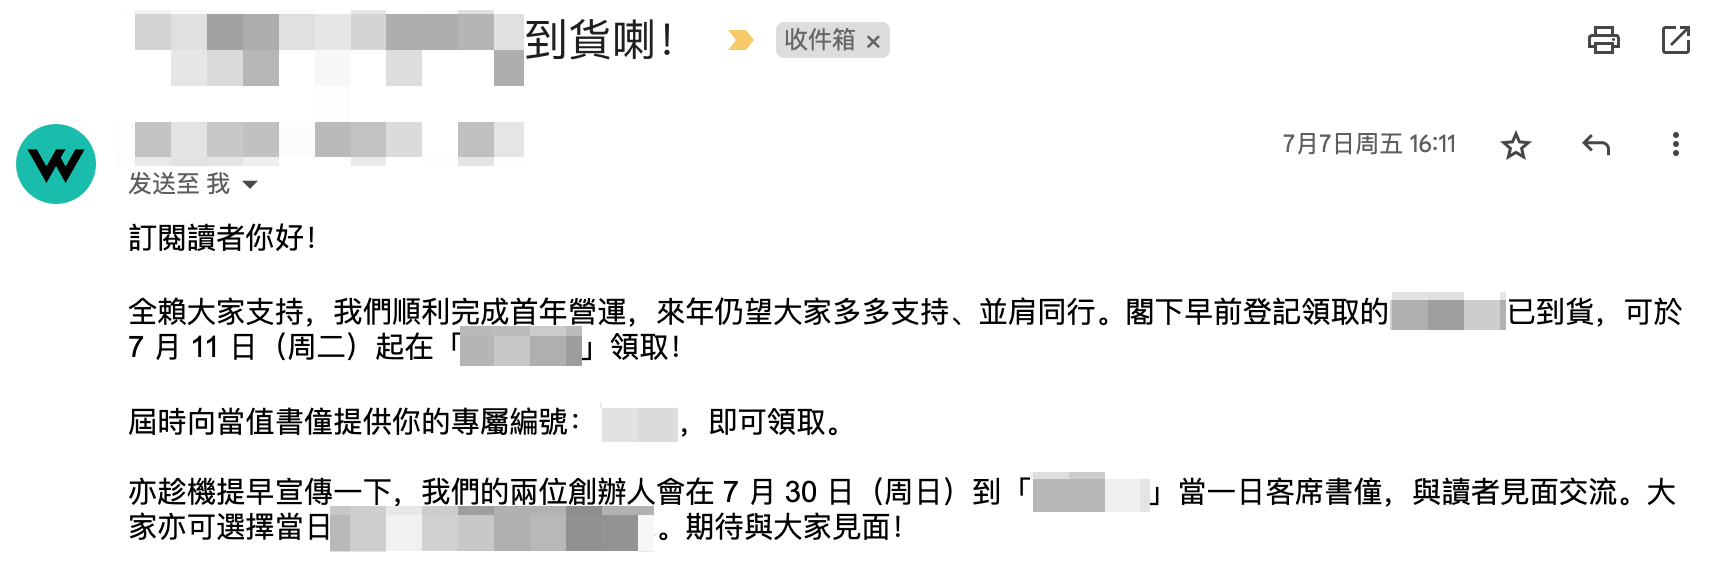 到貨喇！
收件箱 ×
7月7日周五 16:11
发送至 我
訂閱讀者你好！
全賴大家支持，我們順利完成首年營運，來年仍望大家多多支持、並肩同行。閣下早前登記領取的已到貨，可於
7 月 11 日（周二）起在「」領取！
屆時向當值書僮提供你的專屬編號：，即可領取。
亦趁機提早宣傳一下，我們的兩位創辦人會在 7 月 30 日（周日）到「」當一日客席書僮，與讀者見面交流。大
家亦可選擇當日。期待與大家見面！